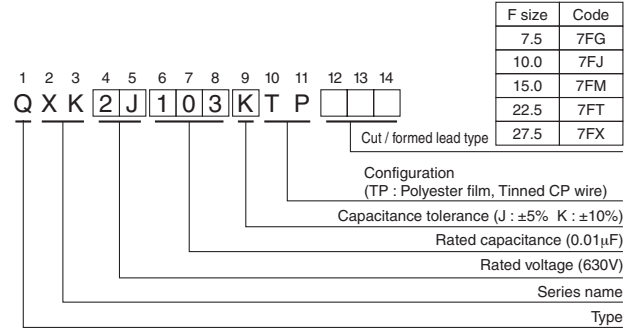 F size Code
7.5 7FG
10.0 7FJ
15.0 7FM
22.5 7FT
27.5 7FX
1 2 3 4 5 6 7 8 9 10 11 12 13 14
Q X K 2 J 1 0 3 K T P
Cut / formed lead type
Configuration
(TP : Polyester film, Tinned CP wire)
Capacitance tolerance (J : ±5% K : ±10%)
Rated capacitance (0.01μF)
Rated voltage (630V)
Series name
Type